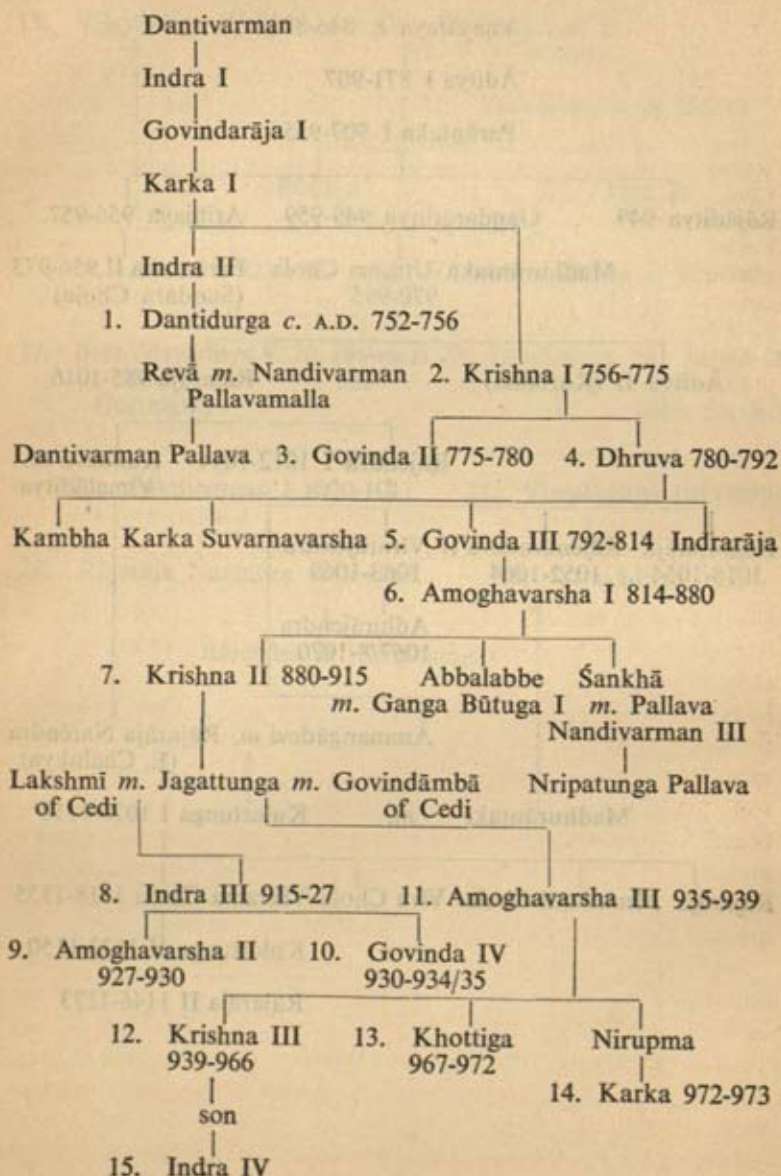 Dantivarman
Indra I
Govindarāja I
Karka I
Indra II
1. Dantidurga c. A.D. 752-756
Revā m. Nandivarman 2. Krishna I 756-775
Pallavamalla
Dantivarman Pallava 3. Govinda II 775-780 4. Dhruva 780-792
Kambha Karka Suvarnavarsha 5. Govinda III 792-814 Indrarāja
6. Amoghavarsha I 814-880
7. Krishna II 880-915 Abbalabbe Śankhā
m. Ganga Būtuga I m. Pallava
Nandivarman III
Lakshmī m. Jagattunga m. Govindāmbā Nripatunga Pallava
of Cedi of Cedi
8. Indra III 915-27 11. Amoghavarsha III 935-939
9. Amoghavarsha II 10. Govinda IV
927-930 930-934/35
12. Krishna III 13. Khottiga Nirupma
939-966 967-972
14. Karka 972-973
son
15. Indra IV